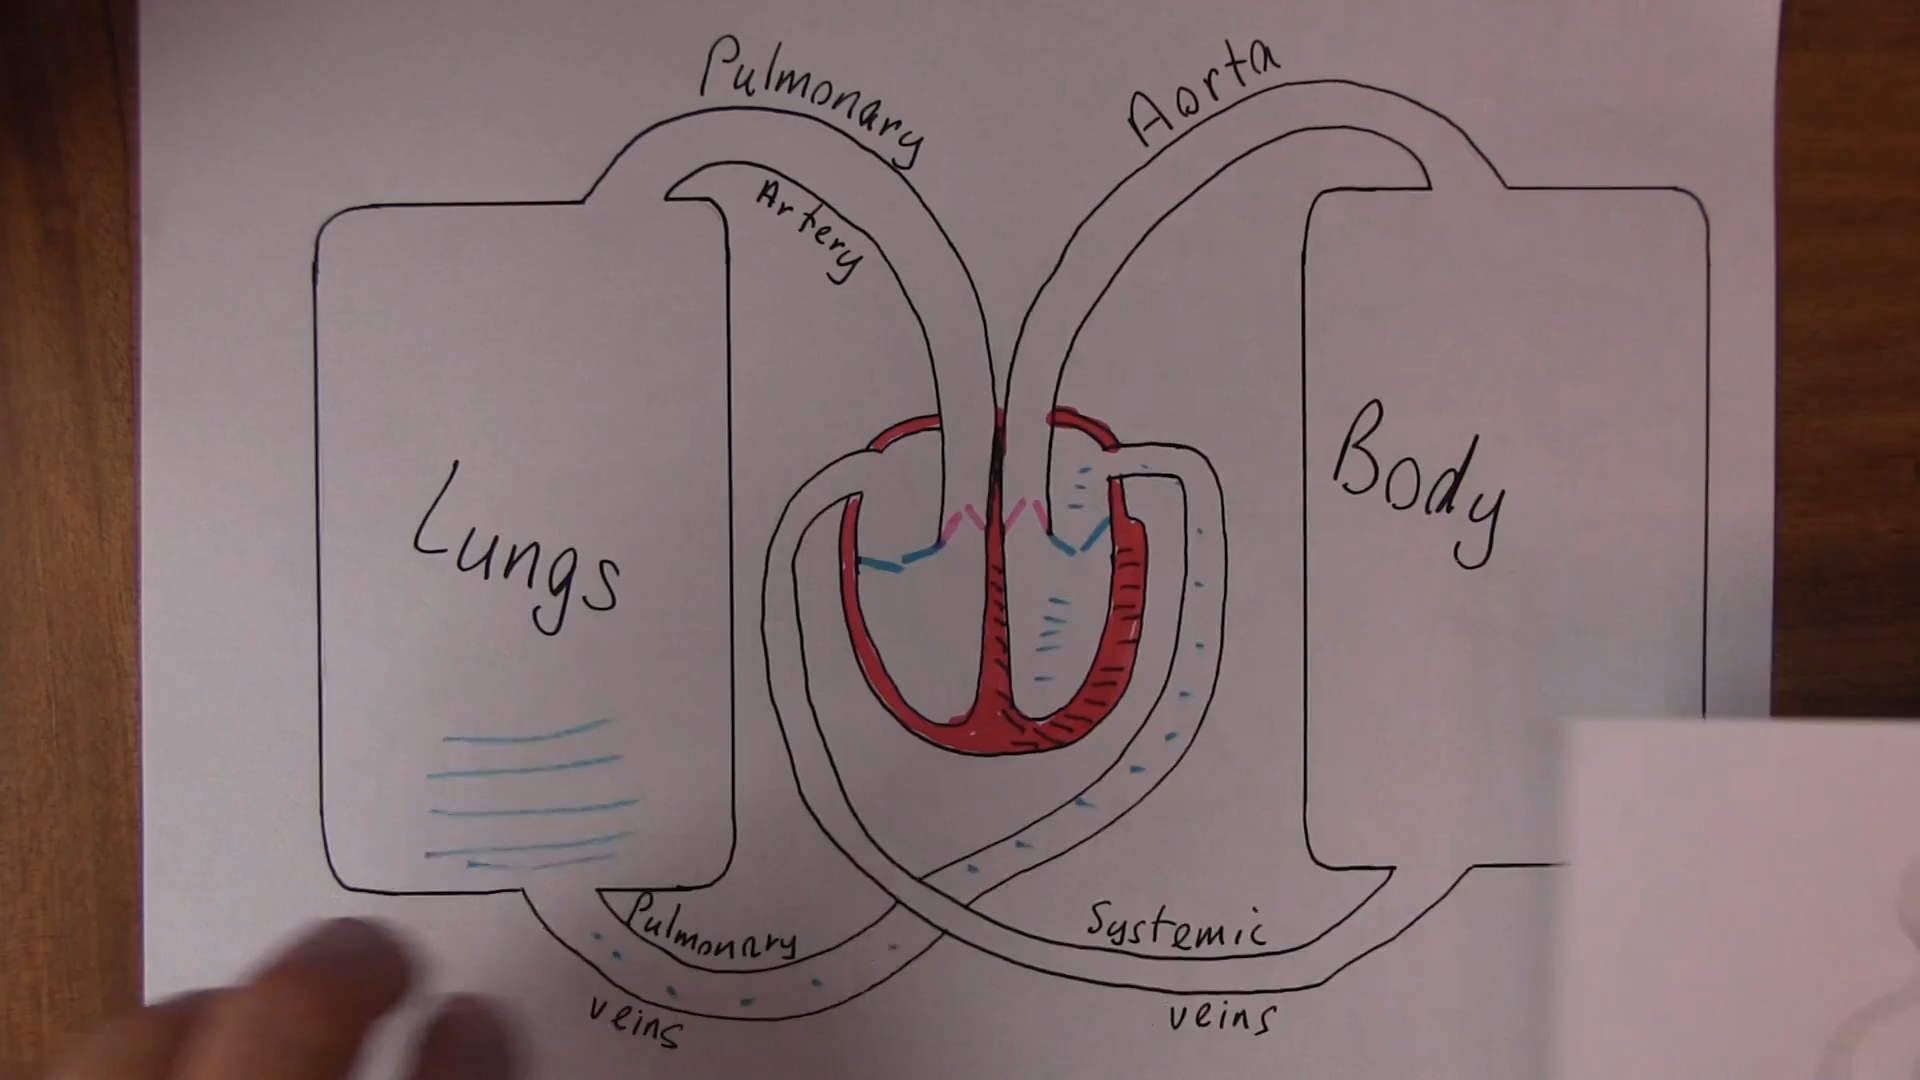 Pulmonary
Artery
Aorta
Lungs
Body
Pulmonary
veins
Systemic
veins